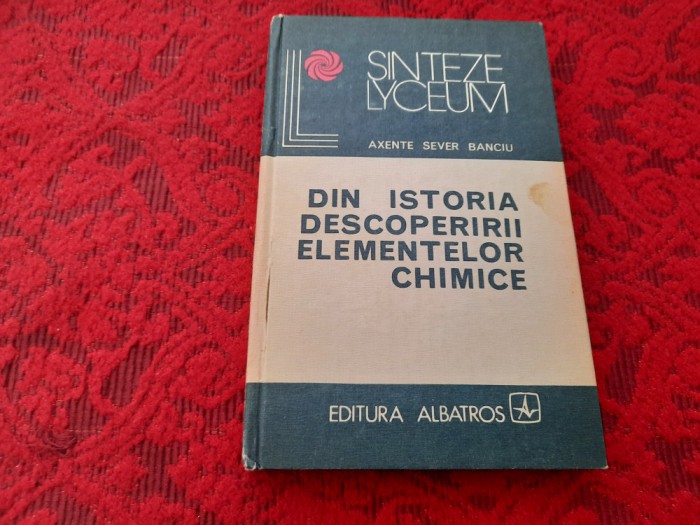 SINTEZE
LYCEUM
AXENTE SEVER BANCIU
DIN ISTORIA
DESCOPERIRII
ELEMENTELOR
CHIMICE
EDITURA ALBATROS